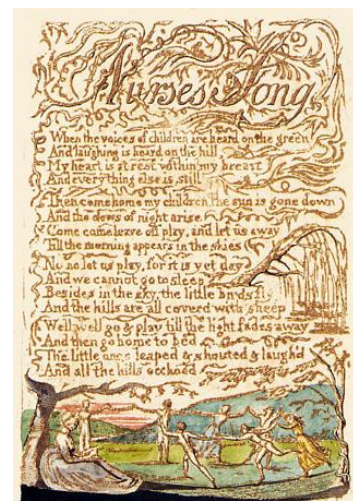 Nurses Song
When the voices of children are heard on the green
And laughing is heard on the hill
My heart is at rest within my breast
And every thing else is still
Then come home my children the sun is gone down
And the dews of night arise
Come come leave off play, and let us away
Till the morning appears in the skies
No no let us play, for it is yet day
And we cannot go to sleep
Besides in the sky, the little birds fly
And the hills are all coverd with sheep
Well well go & play till the light fades away
And then go home to bed
The little ones leaped & shouted & laugh'd
And all the hills ecchoed